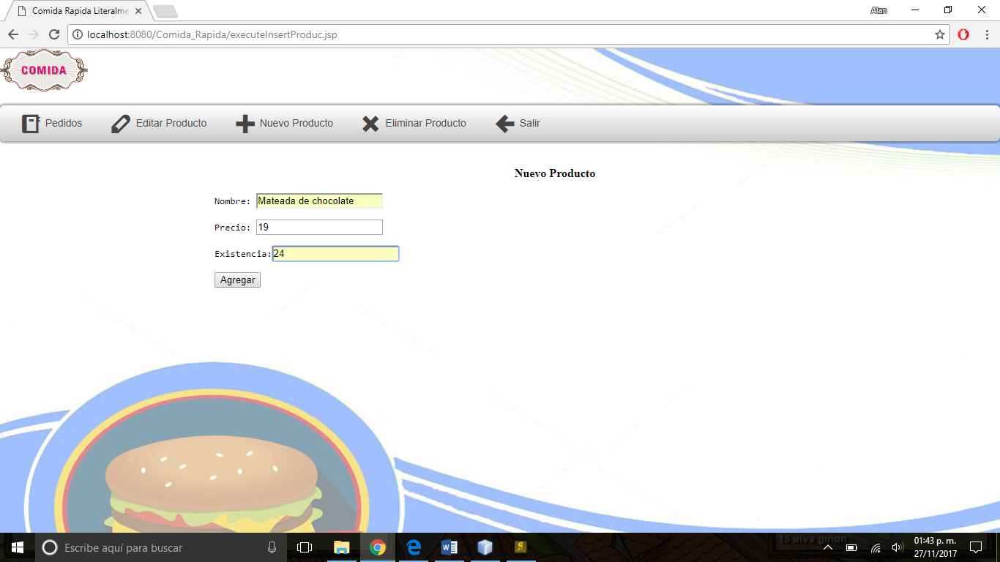 Comida Rapida Literalme
Alan
localhost:8080/Comida_Rapida/executeInsertProduc.jsp
COMIDA
Pedidos Editar Producto Nuevo Producto Eliminar Producto Salir
Nuevo Producto
Nombre: Mateada de chocolate
Precio: 19
Existencia: 24
Agregar
15 elva ginon
Escribe aquí para buscar
01:43 p. m.
27/11/2017